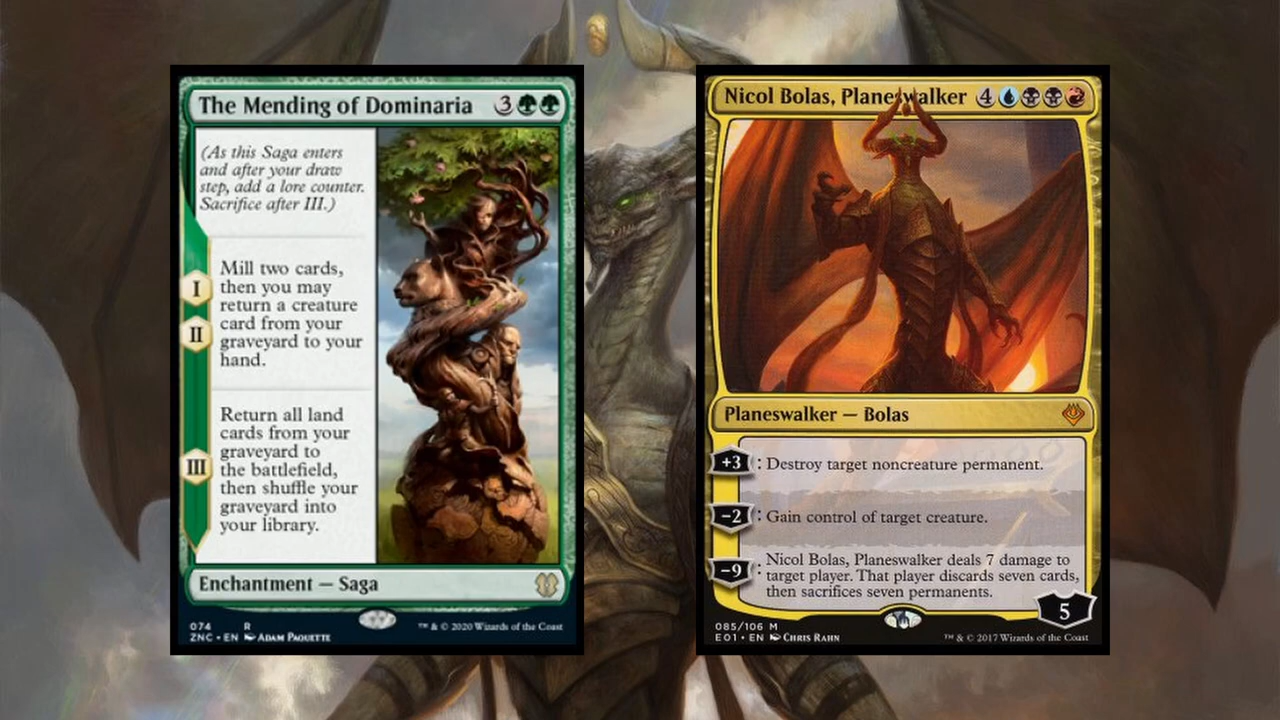 The Mending of Dominaria 3
(As this Saga enters
and after your draw
step, add a lore counter.
Sacrifice after III.)
I
II
Mill two cards,
then you may
return a creature
card from your
graveyard to your
hand.
III
Return all land
cards from your
graveyard to
the battlefield,
then shuffle your
graveyard into
your library.
Enchantment — Saga
074 R
ZNC • EN Adam Paquette
™ & © 2020 Wizards of the Coast
Nicol Bolas, Planeswalker 4
Planeswalker — Bolas
+3 : Destroy target noncreature permanent.
−2 : Gain control of target creature.
−9 : Nicol Bolas, Planeswalker deals 7 damage to
target player. That player discards seven cards,
then sacrifices seven permanents.
5
085/106 M
E01 • EN Chris Rahn
™ & © 2017 Wizards of the Coast